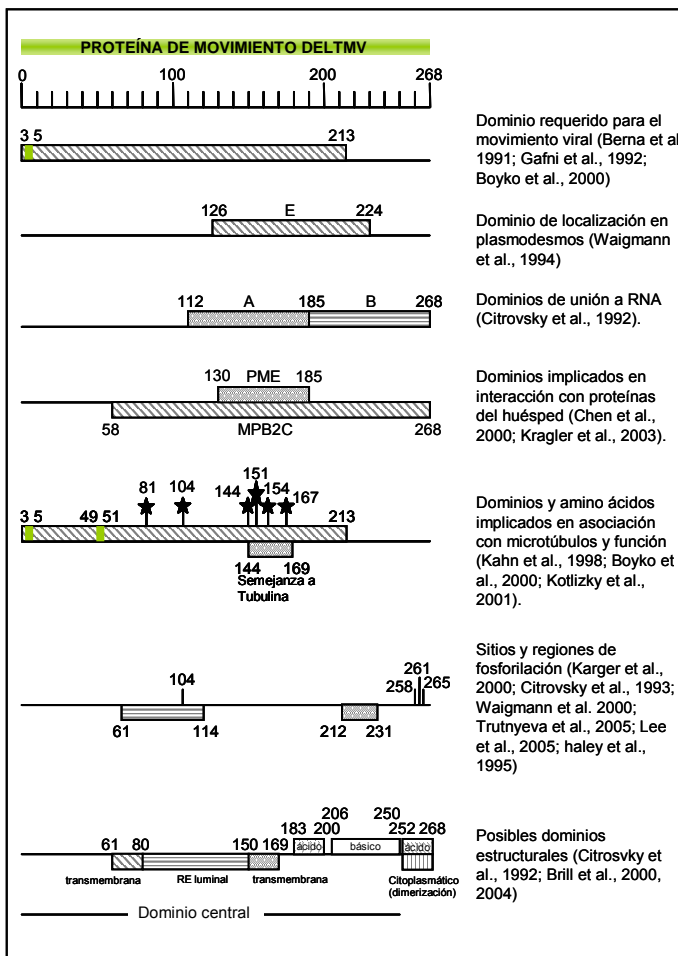 PROTEÍNA DE MOVIMIENTO DELTMV
0 100 200 268
3 5 213
Dominio requerido para el
movimiento viral (Berna et al
1991; Gafni et al., 1992;
Boyko et al., 2000)
126 E 224
Dominio de localización en
plasmodesmos (Waigmann
et al., 1994)
112 A 185 B 268
Dominios de unión a RNA
(Citrovsky et al., 1992).
130 PME 185
58 MPB2C 268
Dominios implicados en
interacción con proteínas
del huésped (Chen et al.,
2000; Kragler et al., 2003).
81 104 144 151 154 167
3 5 49 51 213
144 169
Semejanza a
Tubulina
Dominios y amino ácidos
implicados en asociación
con microtúbulos y función
(Kahn et al., 1998; Boyko et
al., 2000; Kotlizky et al.,
2001).
104 258 261 265
61 114 212 231
Sitios y regiones de
fosforilación (Karger et al.,
2000; Citrovsky et al., 1993;
Waigmann et al. 2000;
Trutnyeva et al., 2005; Lee
et al., 2005; haley et al.,
1995)
206 250
183 200 252 268
61 80 150 169
ácido básico ácido
transmembrana RE luminal transmembrana Citoplasmático
(dimerización)
Posibles dominios
estructurales (Citrosvky et
al., 1992; Brill et al., 2000,
2004)
Dominio central